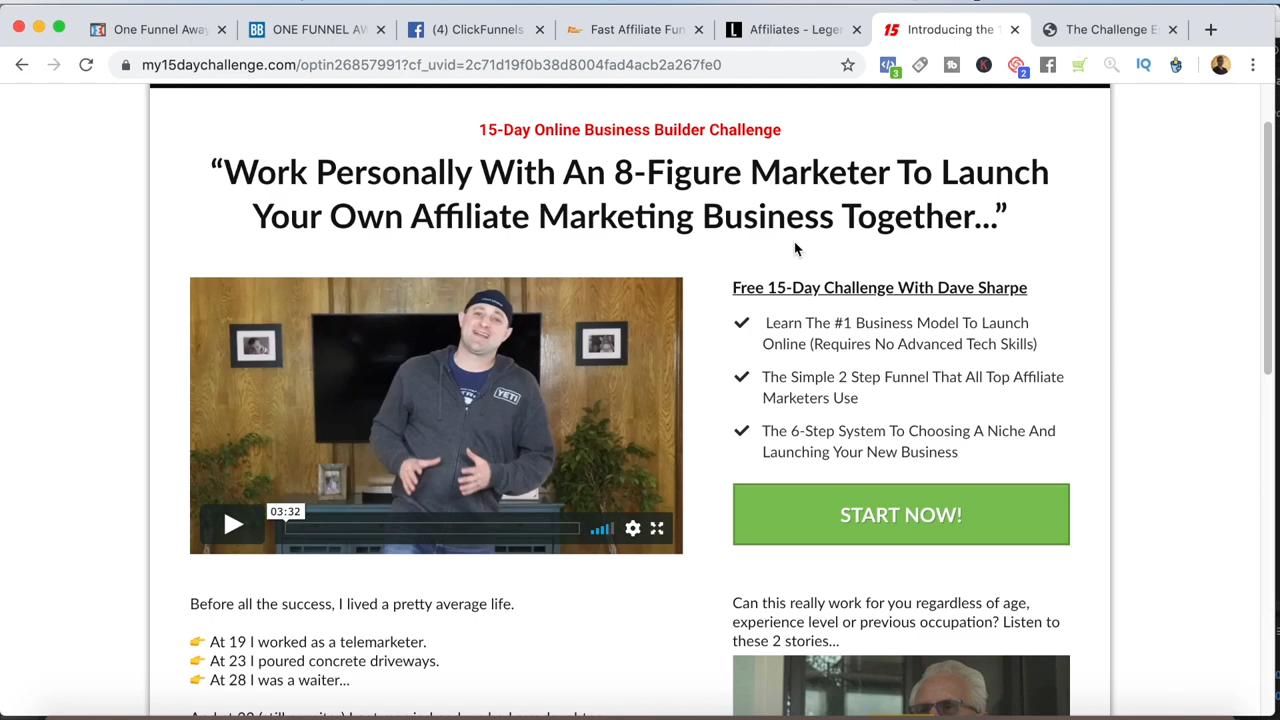 One Funnel Away
ONE FUNNEL AW
(4) ClickFunnels
Fast Affiliate Fun
Affiliates - Leger
15
Introducing the 1
The Challenge E
my15daychallenge.com/optin26857991?cf_uvid=2c71d19f0b38d8004fad4acb2a267fe0
3
2
IQ
15-Day Online Business Builder Challenge
“Work Personally With An 8-Figure Marketer To Launch
Your Own Affiliate Marketing Business Together...”
YETI
03:32
Free 15-Day Challenge With Dave Sharpe
Learn The #1 Business Model To Launch
Online (Requires No Advanced Tech Skills)
The Simple 2 Step Funnel That All Top Affiliate
Marketers Use
The 6-Step System To Choosing A Niche And
Launching Your New Business
START NOW!
Before all the success, I lived a pretty average life.
At 19 I worked as a telemarketer.
At 23 I poured concrete driveways.
At 28 I was a waiter...
Can this really work for you regardless of age,
experience level or previous occupation? Listen to
these 2 stories...